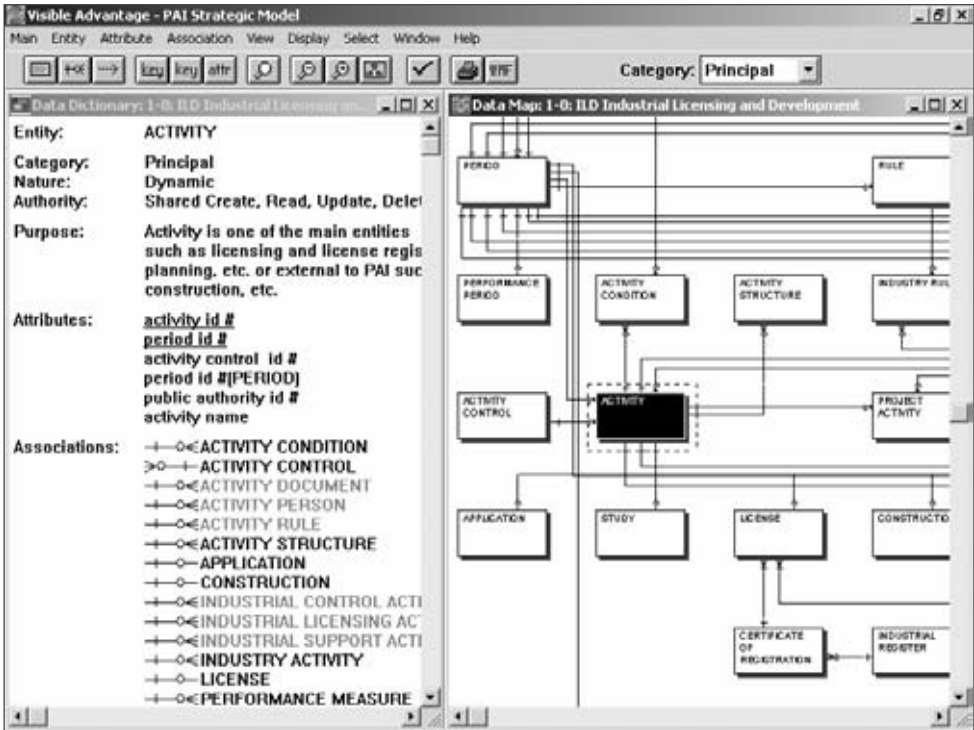 Visible Advantage - PAI Strategic Model
Main Entity Attribute Association View Display Select Window Help
key key attr
Category: Principal
Data Dictionary: 1-0: ILD Industrial Licensing an
Entity: ACTIVITY
Category: Principal
Nature: Dynamic
Authority: Shared Create, Read, Update, Delet
Purpose: Activity is one of the main entities
such as licensing and license regis
planning, etc. or external to PAI suc
construction, etc.
Attributes: activity id #
period id #
activity control id #
period id #[PERIOD]
public authority id #
activity name
Associations: ACTIVITY CONDITION
ACTIVITY CONTROL
ACTIVITY DOCUMENT
ACTIVITY PERSON
ACTIVITY RULE
ACTIVITY STRUCTURE
APPLICATION
CONSTRUCTION
INDUSTRIAL CONTROL ACTI
INDUSTRIAL LICENSING AC
INDUSTRIAL SUPPORT ACTI
INDUSTRY ACTIVITY
LICENSE
PERFORMANCE MEASURE
Data Map: 1-0: ILD Industrial Licensing and Development
PERIOD
RULE
PERFORMANCE
PERIOD
ACTIVITY
CONDITION
ACTIVITY
STRUCTURE
INDUSTRY RUL
ACTIVITY
CONTROL
ACTIVITY
PROJECT
ACTIVITY
APPLICATION
STUDY
LICENSE
CONSTRUCTIO
CERTIFICATE
OF
REGISTRATION
INDUSTRIAL
REGISTER